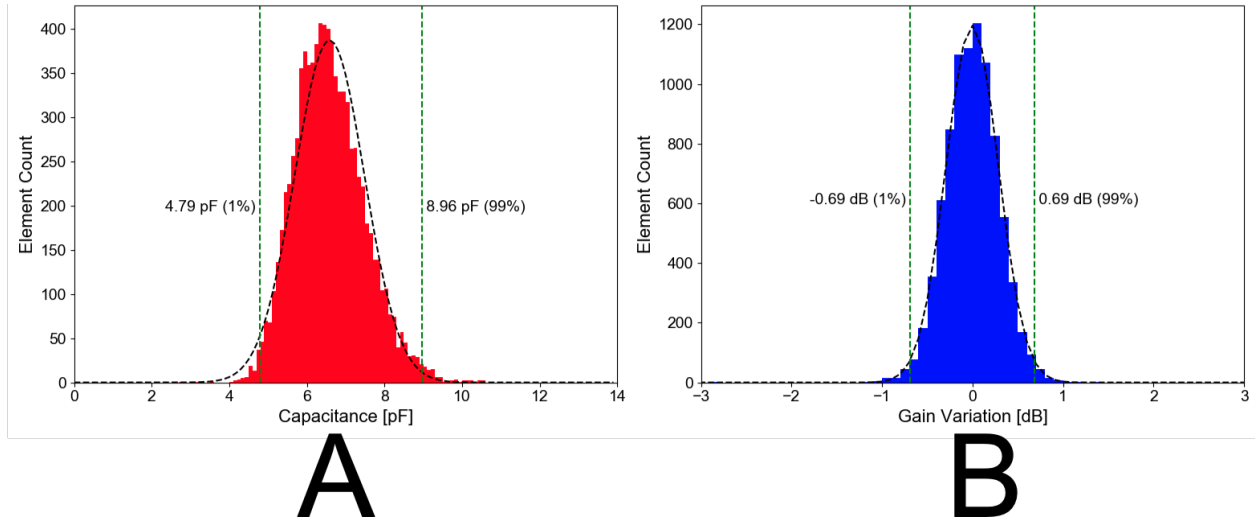 400
350
300
250
200
150
100
50
0
Element Count
4.79 pF (1%)
8.96 pF (99%)
0 2 4 6 8 10 12 14
Capacitance [pF]
A
1200
1000
800
600
400
200
0
Element Count
-0.69 dB (1%)
0.69 dB (99%)
−3 −2 −1 0 1 2 3
Gain Variation [dB]
B